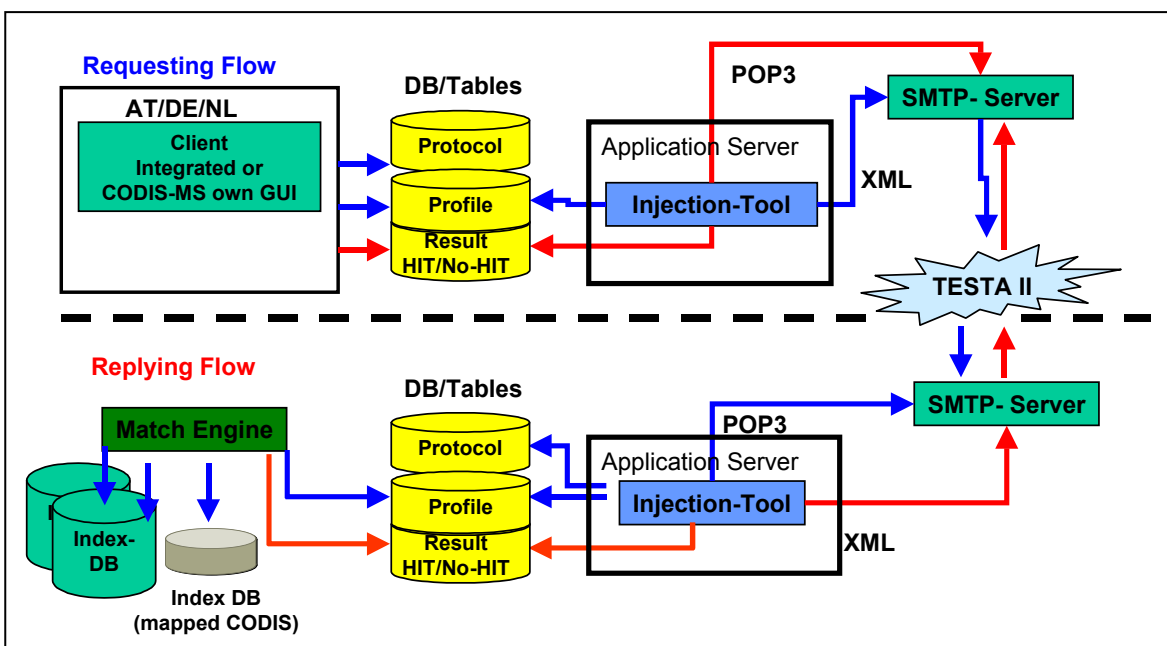 Requesting Flow
AT/DE/NL
Client
Integrated or
CODIS-MS own GUI
DB/Tables
Protocol
Profile
Result
HIT/No-HIT
Application Server
Injection-Tool
POP3
XML
SMTP- Server
TESTA II
Replying Flow
Match Engine
Index-
DB
Index DB
(mapped CODIS)
DB/Tables
Protocol
Profile
Result
HIT/No-HIT
Application Server
Injection-Tool
POP3
XML
SMTP- Server